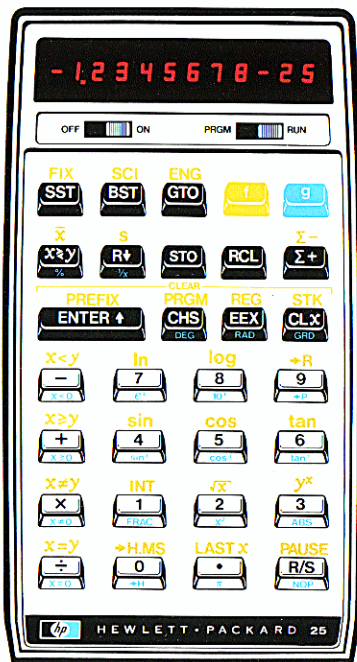 -1.2345678-25
OFF ON PRGM RUN
FIX SCI ENG
SST BST GTO f g
x̄ s Σ-
x≷y R↓ STO RCL Σ+
% 1/x
CLEAR
PREFIX PRGM REG STK
ENTER ↑ CHS EEX CLX
DEG RAD GRD
x<y ln log →R
− 7 8 9
x<0 eˣ 10ˣ →P
x≥y sin cos tan
+ 4 5 6
x≥0 sin⁻¹ cos⁻¹ tan⁻¹
x≠y INT √x yˣ
× 1 2 3
x≠0 FRAC x² ABS
x=y →H.MS LAST x PAUSE
÷ 0 • R/S
x=0 →H π NOP
hp HEWLETT·PACKARD 25